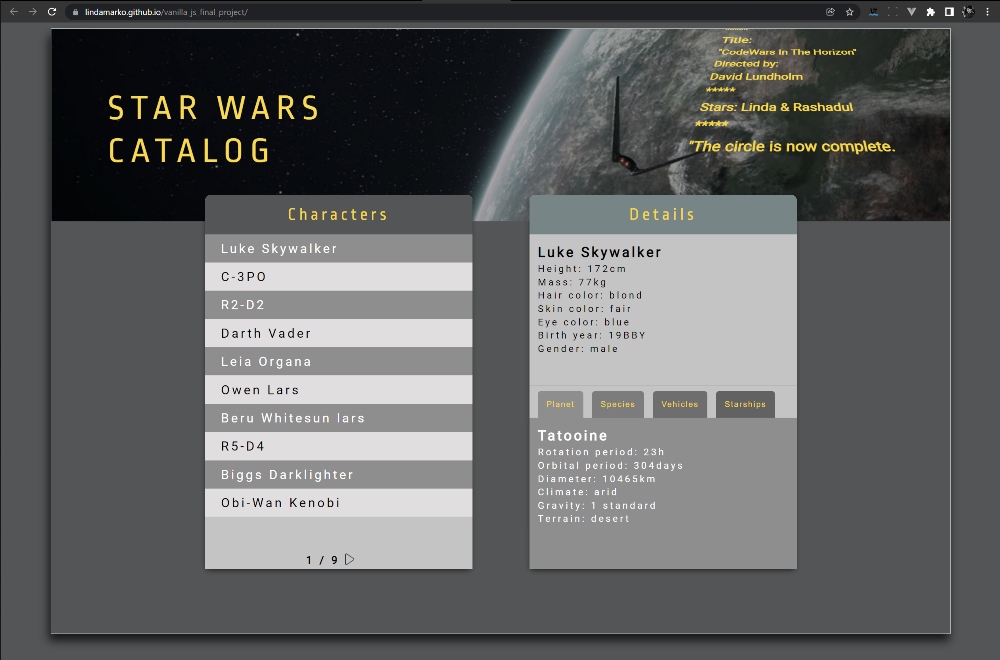 lindamarko.github.io/vanilla_js_final_project/
STAR WARS
CATALOG
*****
Title:
"CodeWars In The Horizon"
Directed by:
David Lundholm
*****
Stars: Linda & Rashadul
*****
"The circle is now complete.
Characters
Luke Skywalker
C-3PO
R2-D2
Darth Vader
Leia Organa
Owen Lars
Beru Whitesun lars
R5-D4
Biggs Darklighter
Obi-Wan Kenobi
1 / 9
Details
Luke Skywalker
Height: 172cm
Mass: 77kg
Hair color: blond
Skin color: fair
Eye color: blue
Birth year: 19BBY
Gender: male
Planet Species Vehicles Starships
Tatooine
Rotation period: 23h
Orbital period: 304days
Diameter: 10465km
Climate: arid
Gravity: 1 standard
Terrain: desert